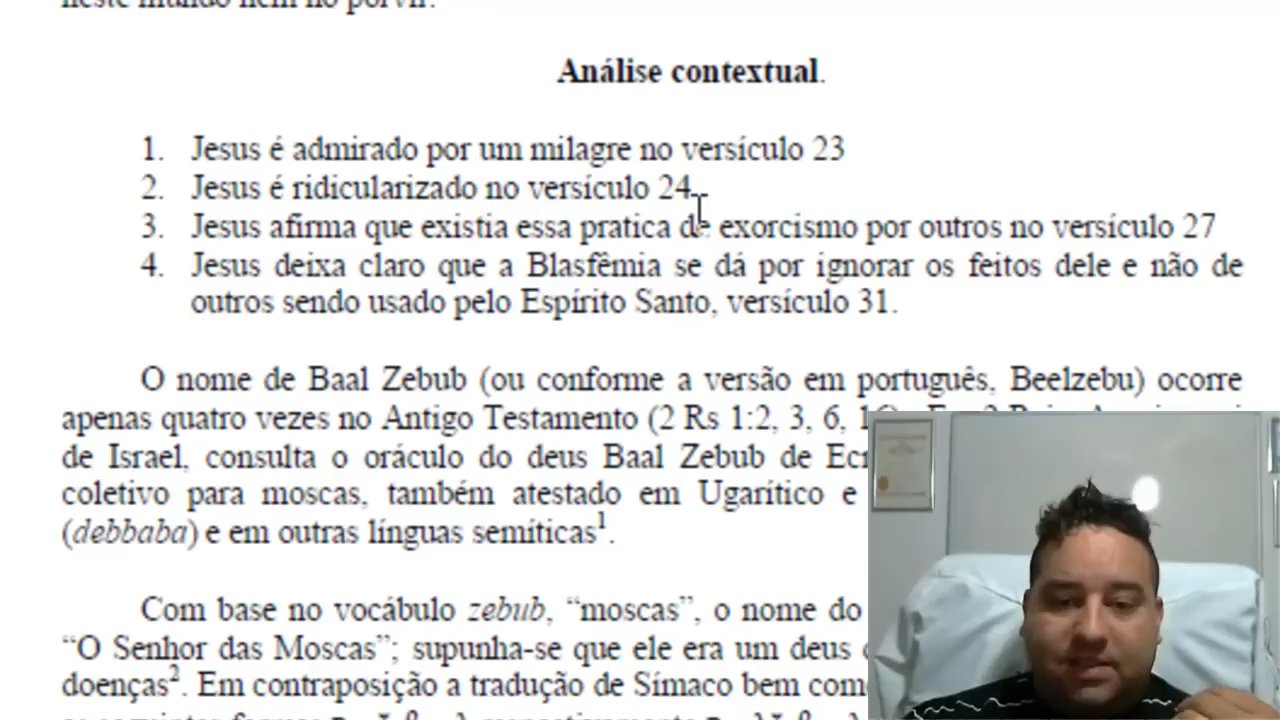 neste mundo nem no porvir.
Análise contextual.
1. Jesus é admirado por um milagre no versículo 23
2. Jesus é ridicularizado no versículo 24
3. Jesus afirma que existia essa pratica de exorcismo por outros no versículo 27
4. Jesus deixa claro que a Blasfêmia se dá por ignorar os feitos dele e não de
outros sendo usado pelo Espírito Santo, versículo 31.
O nome de Baal Zebub (ou conforme a versão em português, Beelzebu) ocorre
apenas quatro vezes no Antigo Testamento (2 Rs 1:2, 3, 6,
de Israel, consulta o oráculo do deus Baal Zebub de
coletivo para moscas, também atestado em Ugarítico e
(debbaba) e em outras línguas semíticas¹.
Com base no vocábulo zebub, “moscas”, o nome do
“O Senhor das Moscas”; supunha-se que ele era um deus
doenças². Em contraposição a tradução de Símaco bem